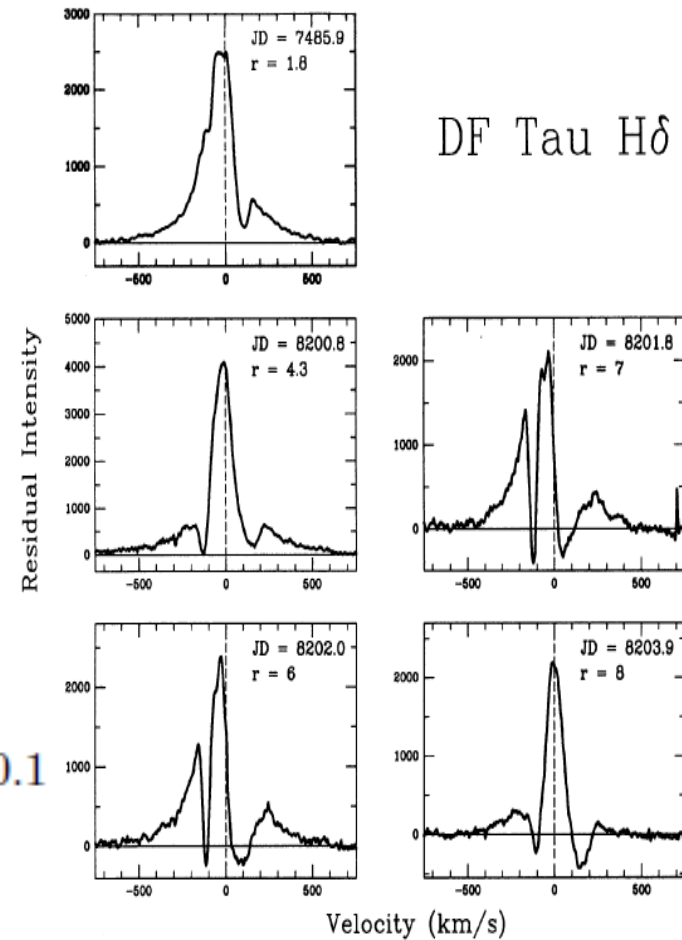 3000
2000
1000
0
-500 0 500
JD = 7485.9
r = 1.8
DF Tau Hδ
Residual Intensity
5000
4000
3000
2000
1000
0
-500 0 500
JD = 8200.8
r = 4.3
2000
1000
0
-500 0 500
JD = 8201.8
r = 7
2000
1000
0
-500 0 500
JD = 8202.0
r = 6
2000
1000
0
-500 0 500
JD = 8203.9
r = 8
0.1
Velocity (km/s)